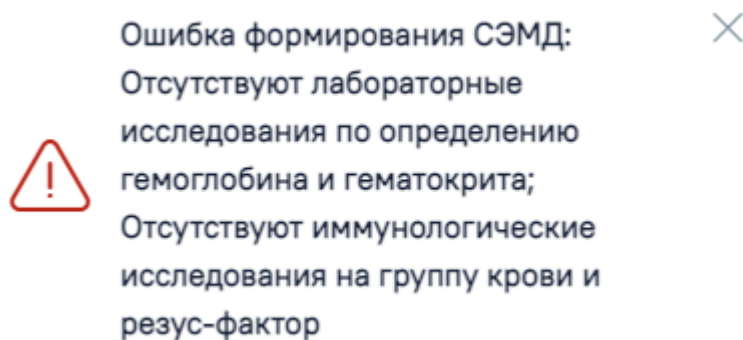 Ошибка формирования СЭМД:
Отсутствуют лабораторные
исследования по определению
гемоглобина и гематокрита;
Отсутствуют иммунологические
исследования на группу крови и
резус-фактор